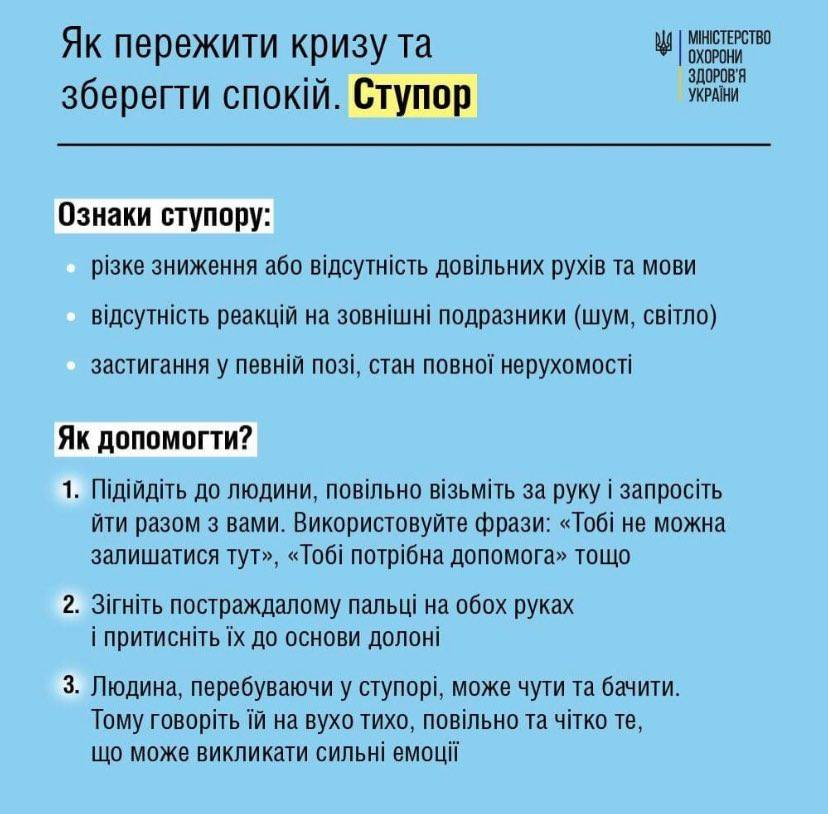 Як пережити кризу та
зберегти спокій. Ступор
МІНІСТЕРСТВО
ОХОРОНИ
ЗДОРОВ'Я
УКРАЇНИ
Ознаки ступору:
• різке зниження або відсутність довільних рухів та мови
• відсутність реакцій на зовнішні подразники (шум, світло)
• застигання у певній позі, стан повної нерухомості
Як допомогти?
1. Підійдіть до людини, повільно візьміть за руку і запросіть
йти разом з вами. Використовуйте фрази: «Тобі не можна
залишатися тут», «Тобі потрібна допомога» тощо
2. Зігніть постраждалому пальці на обох руках
і притисніть їх до основи долоні
3. Людина, перебуваючи у ступорі, може чути та бачити.
Тому говоріть їй на вухо тихо, повільно та чітко те,
що може викликати сильні емоції